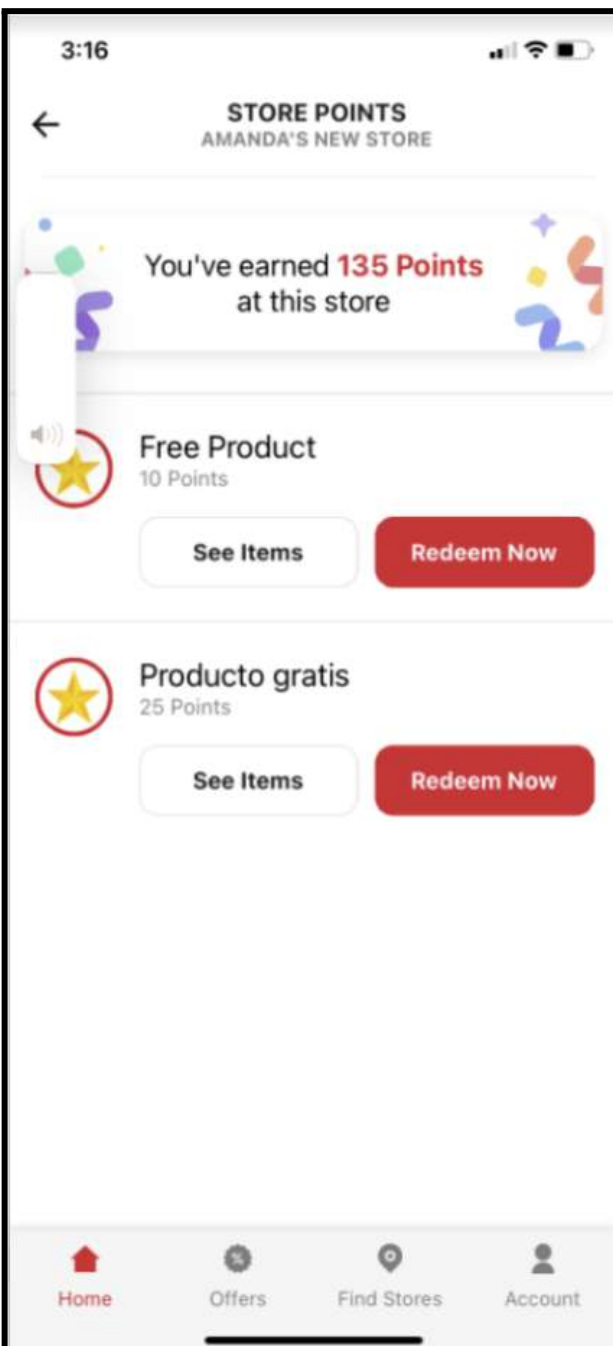 3:16
STORE POINTS
AMANDA'S NEW STORE
You've earned 135 Points
at this store
Free Product
10 Points
See Items
Redeem Now
Producto gratis
25 Points
See Items
Redeem Now
Home
Offers
Find Stores
Account